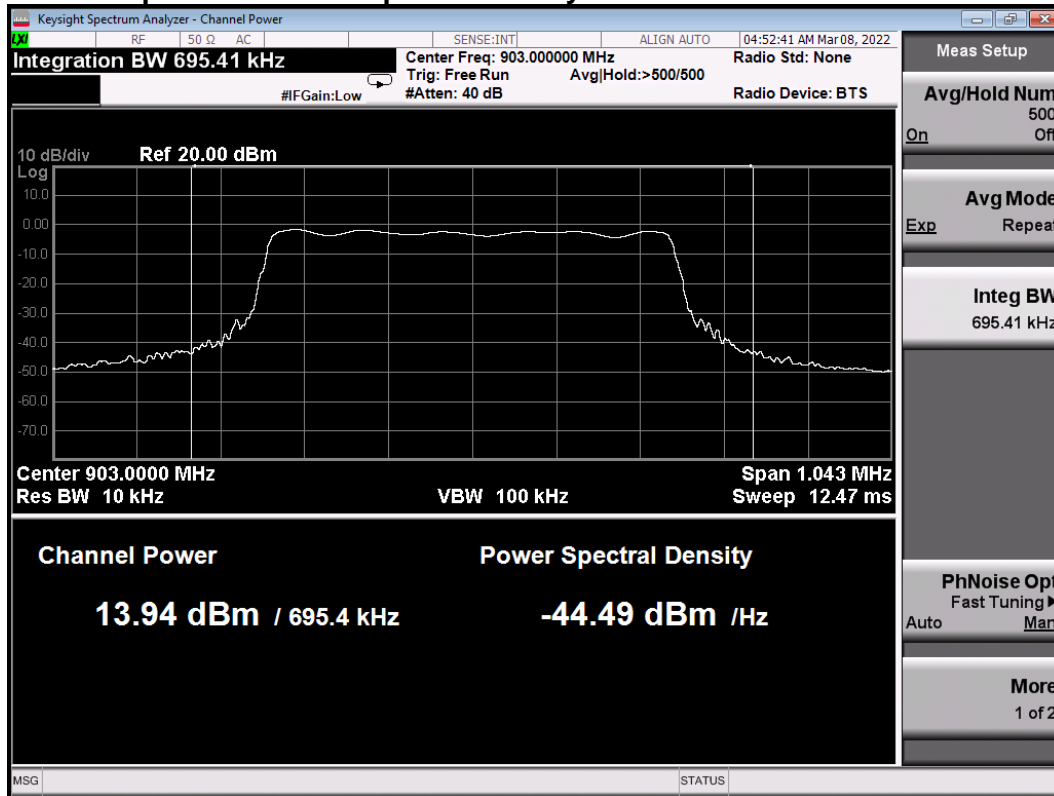 Keysight Spectrum Analyzer - Channel Power
LXI RF 50 Ω AC SENSE:INT ALIGN AUTO 04:52:41 AM Mar 08, 2022
Integration BW 695.41 kHz
Center Freq: 903.000000 MHz Radio Std: None
Trig: Free Run Avg|Hold:>500/500
#IFGain:Low #Atten: 40 dB Radio Device: BTS
10 dB/div Ref 20.00 dBm
Log
10.0
0.00
-10.0
-20.0
-30.0
-40.0
-50.0
-60.0
-70.0
Center 903.0000 MHz Span 1.043 MHz
Res BW 10 kHz VBW 100 kHz Sweep 12.47 ms
Channel Power Power Spectral Density
13.94 dBm / 695.4 kHz -44.49 dBm /Hz
MSG STATUS
Meas Setup
Avg/Hold Num
500
On Off
Avg Mode
Exp Repeat
Integ BW
695.41 kHz
PhNoise Opt
Fast Tuning
Auto Man
More
1 of 2